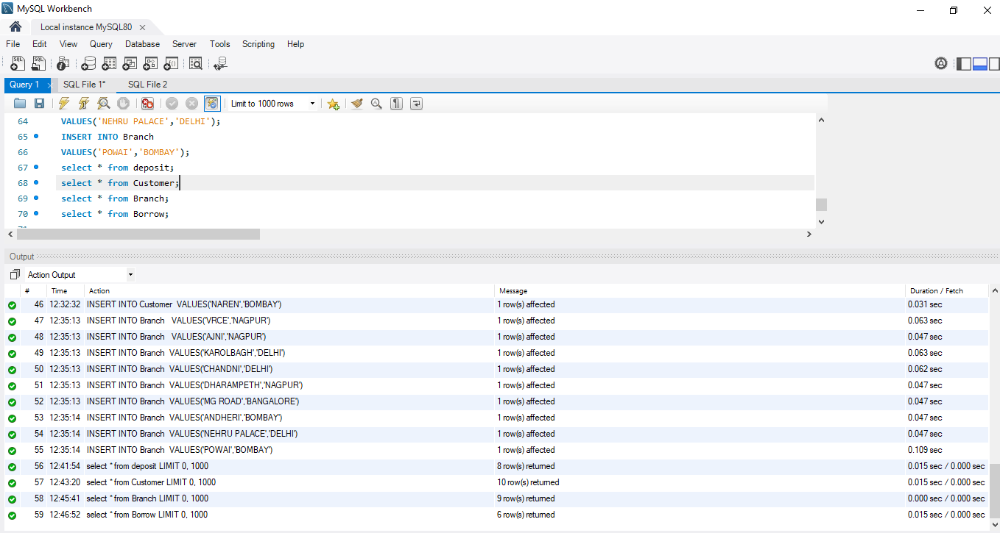 MySQL Workbench
Local instance MySQL80
File Edit View Query Database Server Tools Scripting Help
Query 1 SQL File 1* SQL File 2
Limit to 1000 rows
64 VALUES('NEHRU PALACE','DELHI');
65 INSERT INTO Branch
66 VALUES('POWAI','BOMBAY');
67 select * from deposit;
68 select * from Customer;
69 select * from Branch;
70 select * from Borrow;
71
Output
Action Output
# Time Action Message Duration / Fetch
46 12:32:32 INSERT INTO Customer VALUES('NAREN','BOMBAY') 1 row(s) affected 0.031 sec
47 12:35:13 INSERT INTO Branch VALUES('VRCE','NAGPUR') 1 row(s) affected 0.063 sec
48 12:35:13 INSERT INTO Branch VALUES('AJNI','NAGPUR') 1 row(s) affected 0.047 sec
49 12:35:13 INSERT INTO Branch VALUES('KAROLBAGH','DELHI') 1 row(s) affected 0.063 sec
50 12:35:13 INSERT INTO Branch VALUES('CHANDNI','DELHI') 1 row(s) affected 0.062 sec
51 12:35:13 INSERT INTO Branch VALUES('DHARAMPETH','NAGPUR') 1 row(s) affected 0.047 sec
52 12:35:13 INSERT INTO Branch VALUES('MG ROAD','BANGALORE') 1 row(s) affected 0.047 sec
53 12:35:14 INSERT INTO Branch VALUES('ANDHERI','BOMBAY') 1 row(s) affected 0.047 sec
54 12:35:14 INSERT INTO Branch VALUES('NEHRU PALACE','DELHI') 1 row(s) affected 0.047 sec
55 12:35:14 INSERT INTO Branch VALUES('POWAI','BOMBAY') 1 row(s) affected 0.109 sec
56 12:41:54 select * from deposit LIMIT 0, 1000 8 row(s) returned 0.015 sec / 0.000 sec
57 12:43:20 select * from Customer LIMIT 0, 1000 10 row(s) returned 0.015 sec / 0.000 sec
58 12:45:41 select * from Branch LIMIT 0, 1000 9 row(s) returned 0.000 sec / 0.000 sec
59 12:46:52 select * from Borrow LIMIT 0, 1000 6 row(s) returned 0.015 sec / 0.000 sec